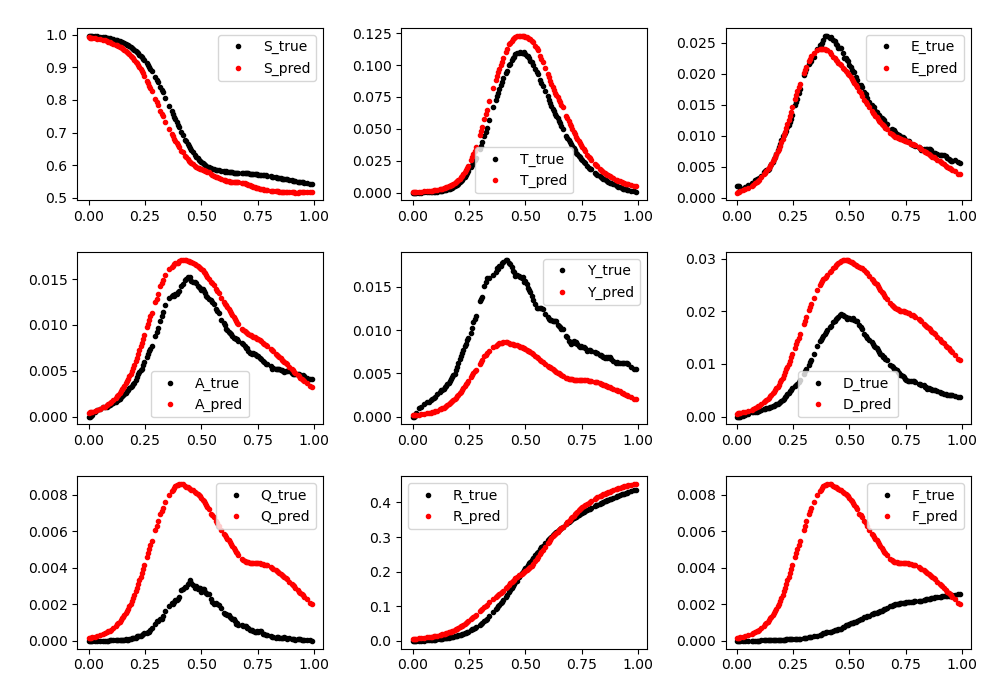 1.0
0.9
0.8
0.7
0.6
0.5
0.00 0.25 0.50 0.75 1.00
S_true
S_pred
0.125
0.100
0.075
0.050
0.025
0.000
0.00 0.25 0.50 0.75 1.00
T_true
T_pred
0.025
0.020
0.015
0.010
0.005
0.000
0.00 0.25 0.50 0.75 1.00
E_true
E_pred
0.015
0.010
0.005
0.000
0.00 0.25 0.50 0.75 1.00
A_true
A_pred
0.015
0.010
0.005
0.000
0.00 0.25 0.50 0.75 1.00
Y_true
Y_pred
0.03
0.02
0.01
0.00
0.00 0.25 0.50 0.75 1.00
D_true
D_pred
0.008
0.006
0.004
0.002
0.000
0.00 0.25 0.50 0.75 1.00
Q_true
Q_pred
0.4
0.3
0.2
0.1
0.0
0.00 0.25 0.50 0.75 1.00
R_true
R_pred
0.008
0.006
0.004
0.002
0.000
0.00 0.25 0.50 0.75 1.00
F_true
F_pred